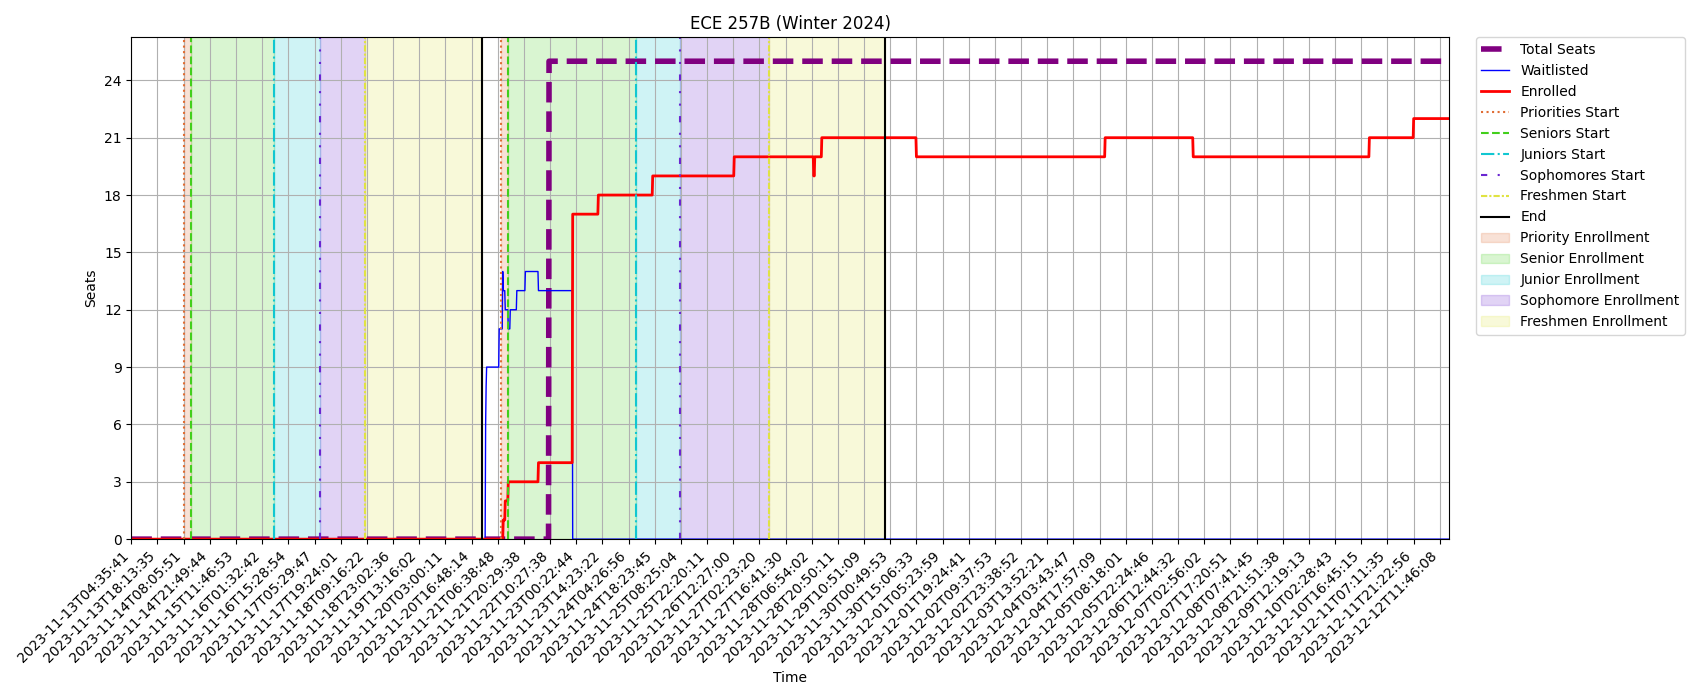 ECE 257B (Winter 2024)
Seats
24
21
18
15
12
9
6
3
0
2023-11-13T04:35:41
2023-11-13T18:13:35
2023-11-14T08:05:51
2023-11-14T21:49:44
2023-11-15T11:46:53
2023-11-16T01:32:42
2023-11-16T15:28:54
2023-11-17T05:29:47
2023-11-17T19:24:01
2023-11-18T09:16:22
2023-11-18T23:02:36
2023-11-19T13:16:02
2023-11-20T03:00:11
2023-11-20T16:48:14
2023-11-21T06:38:48
2023-11-21T20:29:38
2023-11-22T10:27:38
2023-11-23T00:22:44
2023-11-23T14:23:22
2023-11-24T04:26:56
2023-11-24T18:23:45
2023-11-25T08:25:04
2023-11-25T22:20:11
2023-11-26T12:27:00
2023-11-27T02:23:20
2023-11-27T16:41:30
2023-11-28T06:54:02
2023-11-28T20:50:11
2023-11-29T10:51:09
2023-11-30T00:49:53
2023-11-30T15:06:33
2023-12-01T05:23:59
2023-12-01T19:24:41
2023-12-02T09:37:53
2023-12-02T23:38:52
2023-12-03T13:52:21
2023-12-04T03:43:47
2023-12-04T17:57:09
2023-12-05T08:18:01
2023-12-05T22:24:46
2023-12-06T12:44:32
2023-12-07T02:56:02
2023-12-07T17:20:51
2023-12-08T07:41:45
2023-12-08T21:51:38
2023-12-09T12:19:13
2023-12-10T02:28:43
2023-12-10T16:45:15
2023-12-11T07:11:35
2023-12-11T21:22:56
2023-12-12T11:46:08
Time
Total Seats
Waitlisted
Enrolled
Priorities Start
Seniors Start
Juniors Start
Sophomores Start
Freshmen Start
End
Priority Enrollment
Senior Enrollment
Junior Enrollment
Sophomore Enrollment
Freshmen Enrollment